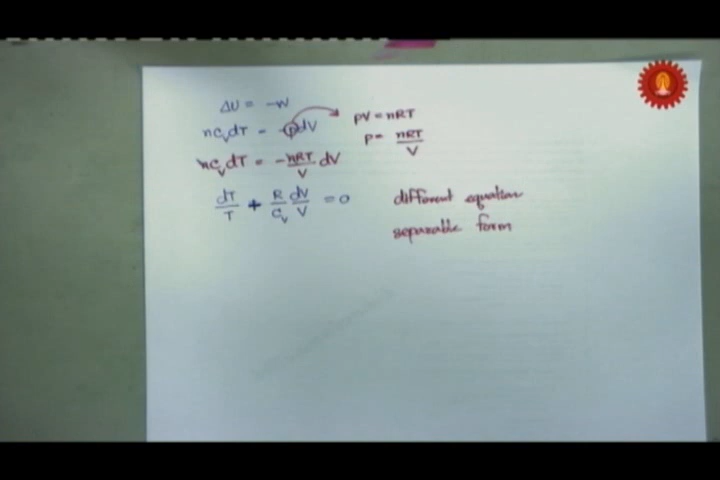 ΔU = -W
nCvdT = -PdV
PV = nRT
P = nRT/V
nCvdT = - nRT/V dV
dT/T + R/Cv dV/V = 0
different equation
separable form